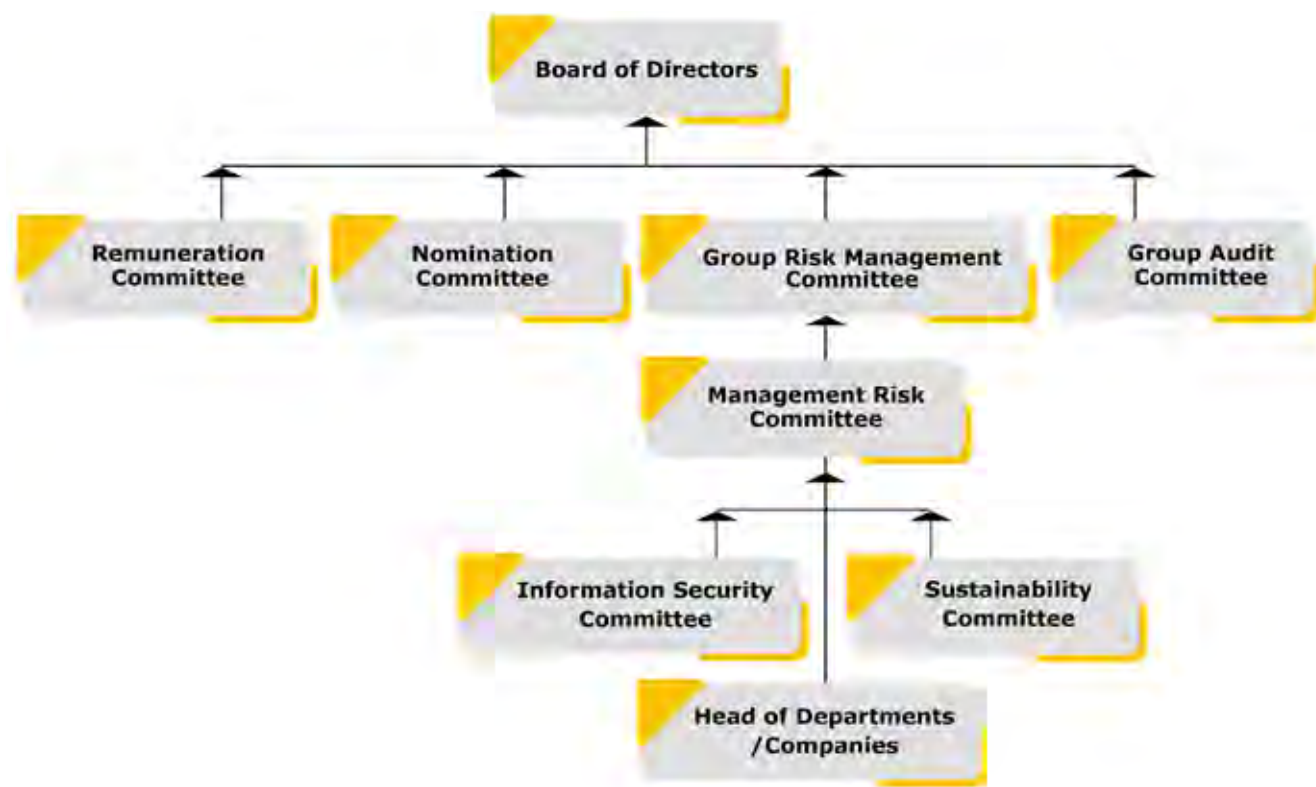 Board of Directors
Remuneration
Committee
Nomination
Committee
Group Risk Management
Committee
Group Audit
Committee
Management Risk
Committee
Information Security
Committee
Sustainability
Committee
Head of Departments
/Companies